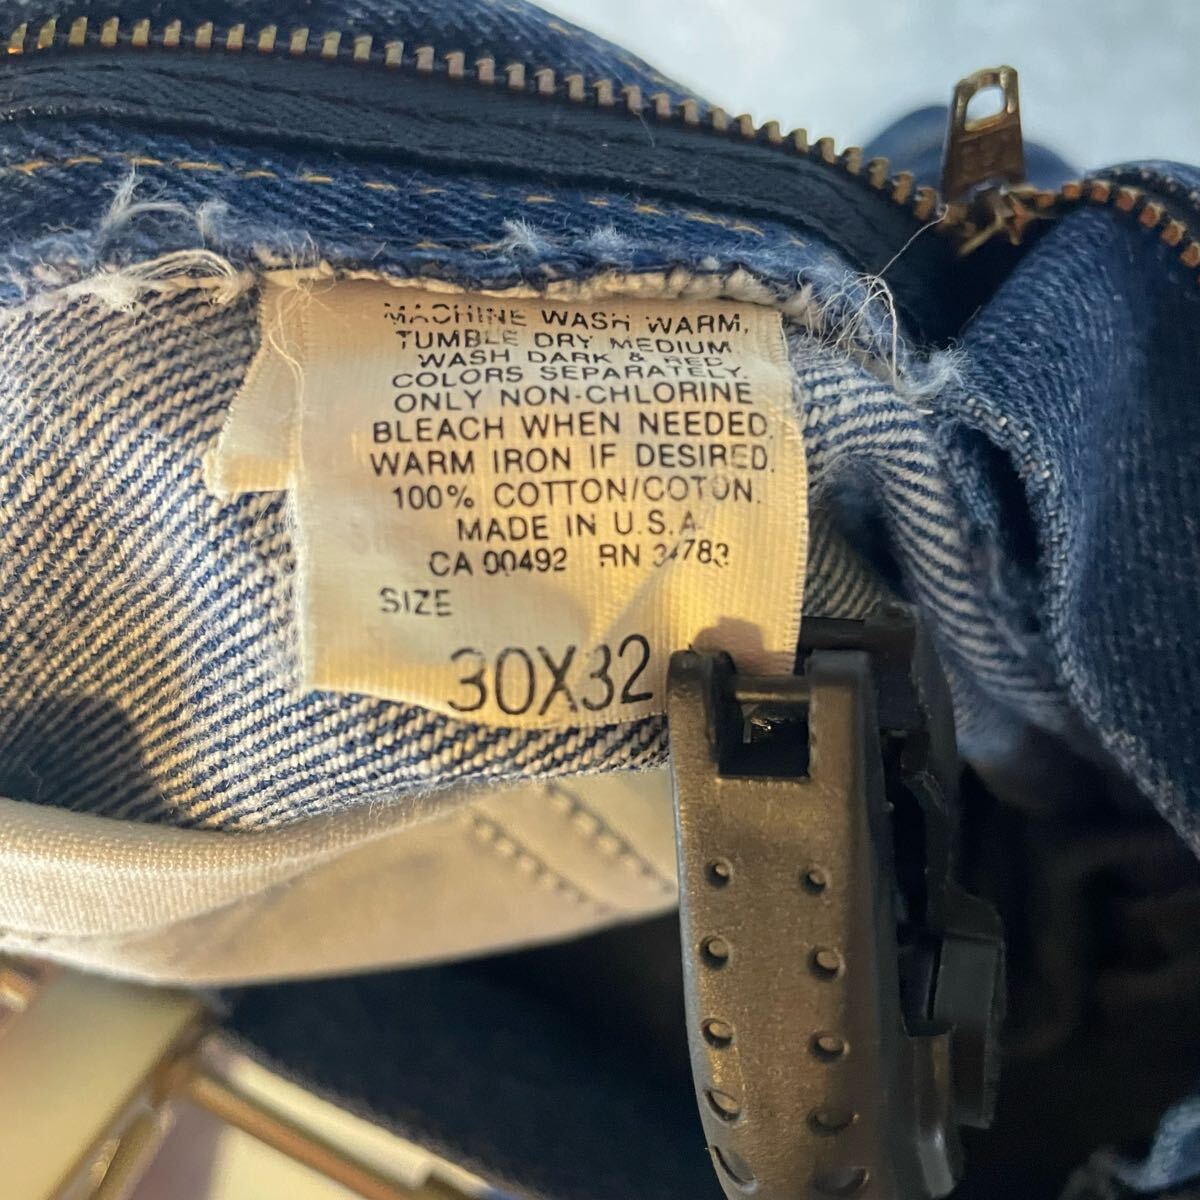 MACHINE WASH WARM,
TUMBLE DRY MEDIUM
WASH DARK & RED
COLORS SEPARATELY.
ONLY NON-CHLORINE
BLEACH WHEN NEEDED.
WARM IRON IF DESIRED.
100% COTTON/COTON.
MADE IN U.S.A.
CA 00492 RN 34783
SIZE
30X32